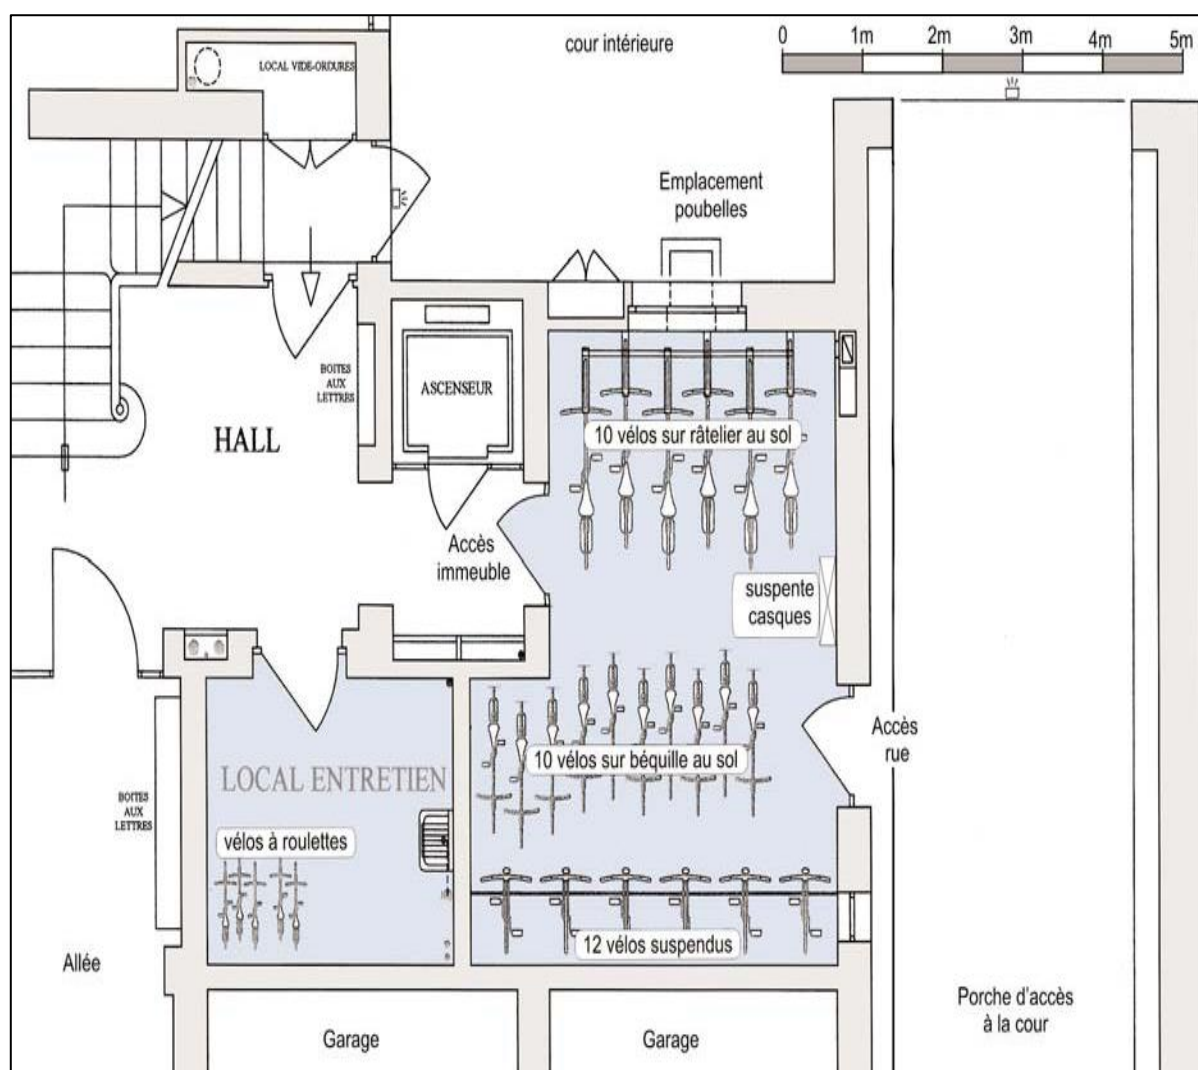 cour intérieure
0 1m 2m 3m 4m 5m
LOCAL VIDE-ORDURES
Emplacement
poubelles
BOITES
AUX
LETTRES
ASCENSEUR
HALL
10 vélos sur râtelier au sol
Accès
immeuble
suspente
casques
Accès
rue
10 vélos sur béquille au sol
LOCAL ENTRETIEN
BOITES
AUX
LETTRES
vélos à roulettes
12 vélos suspendus
Allée
Porche d'accès
à la cour
Garage
Garage